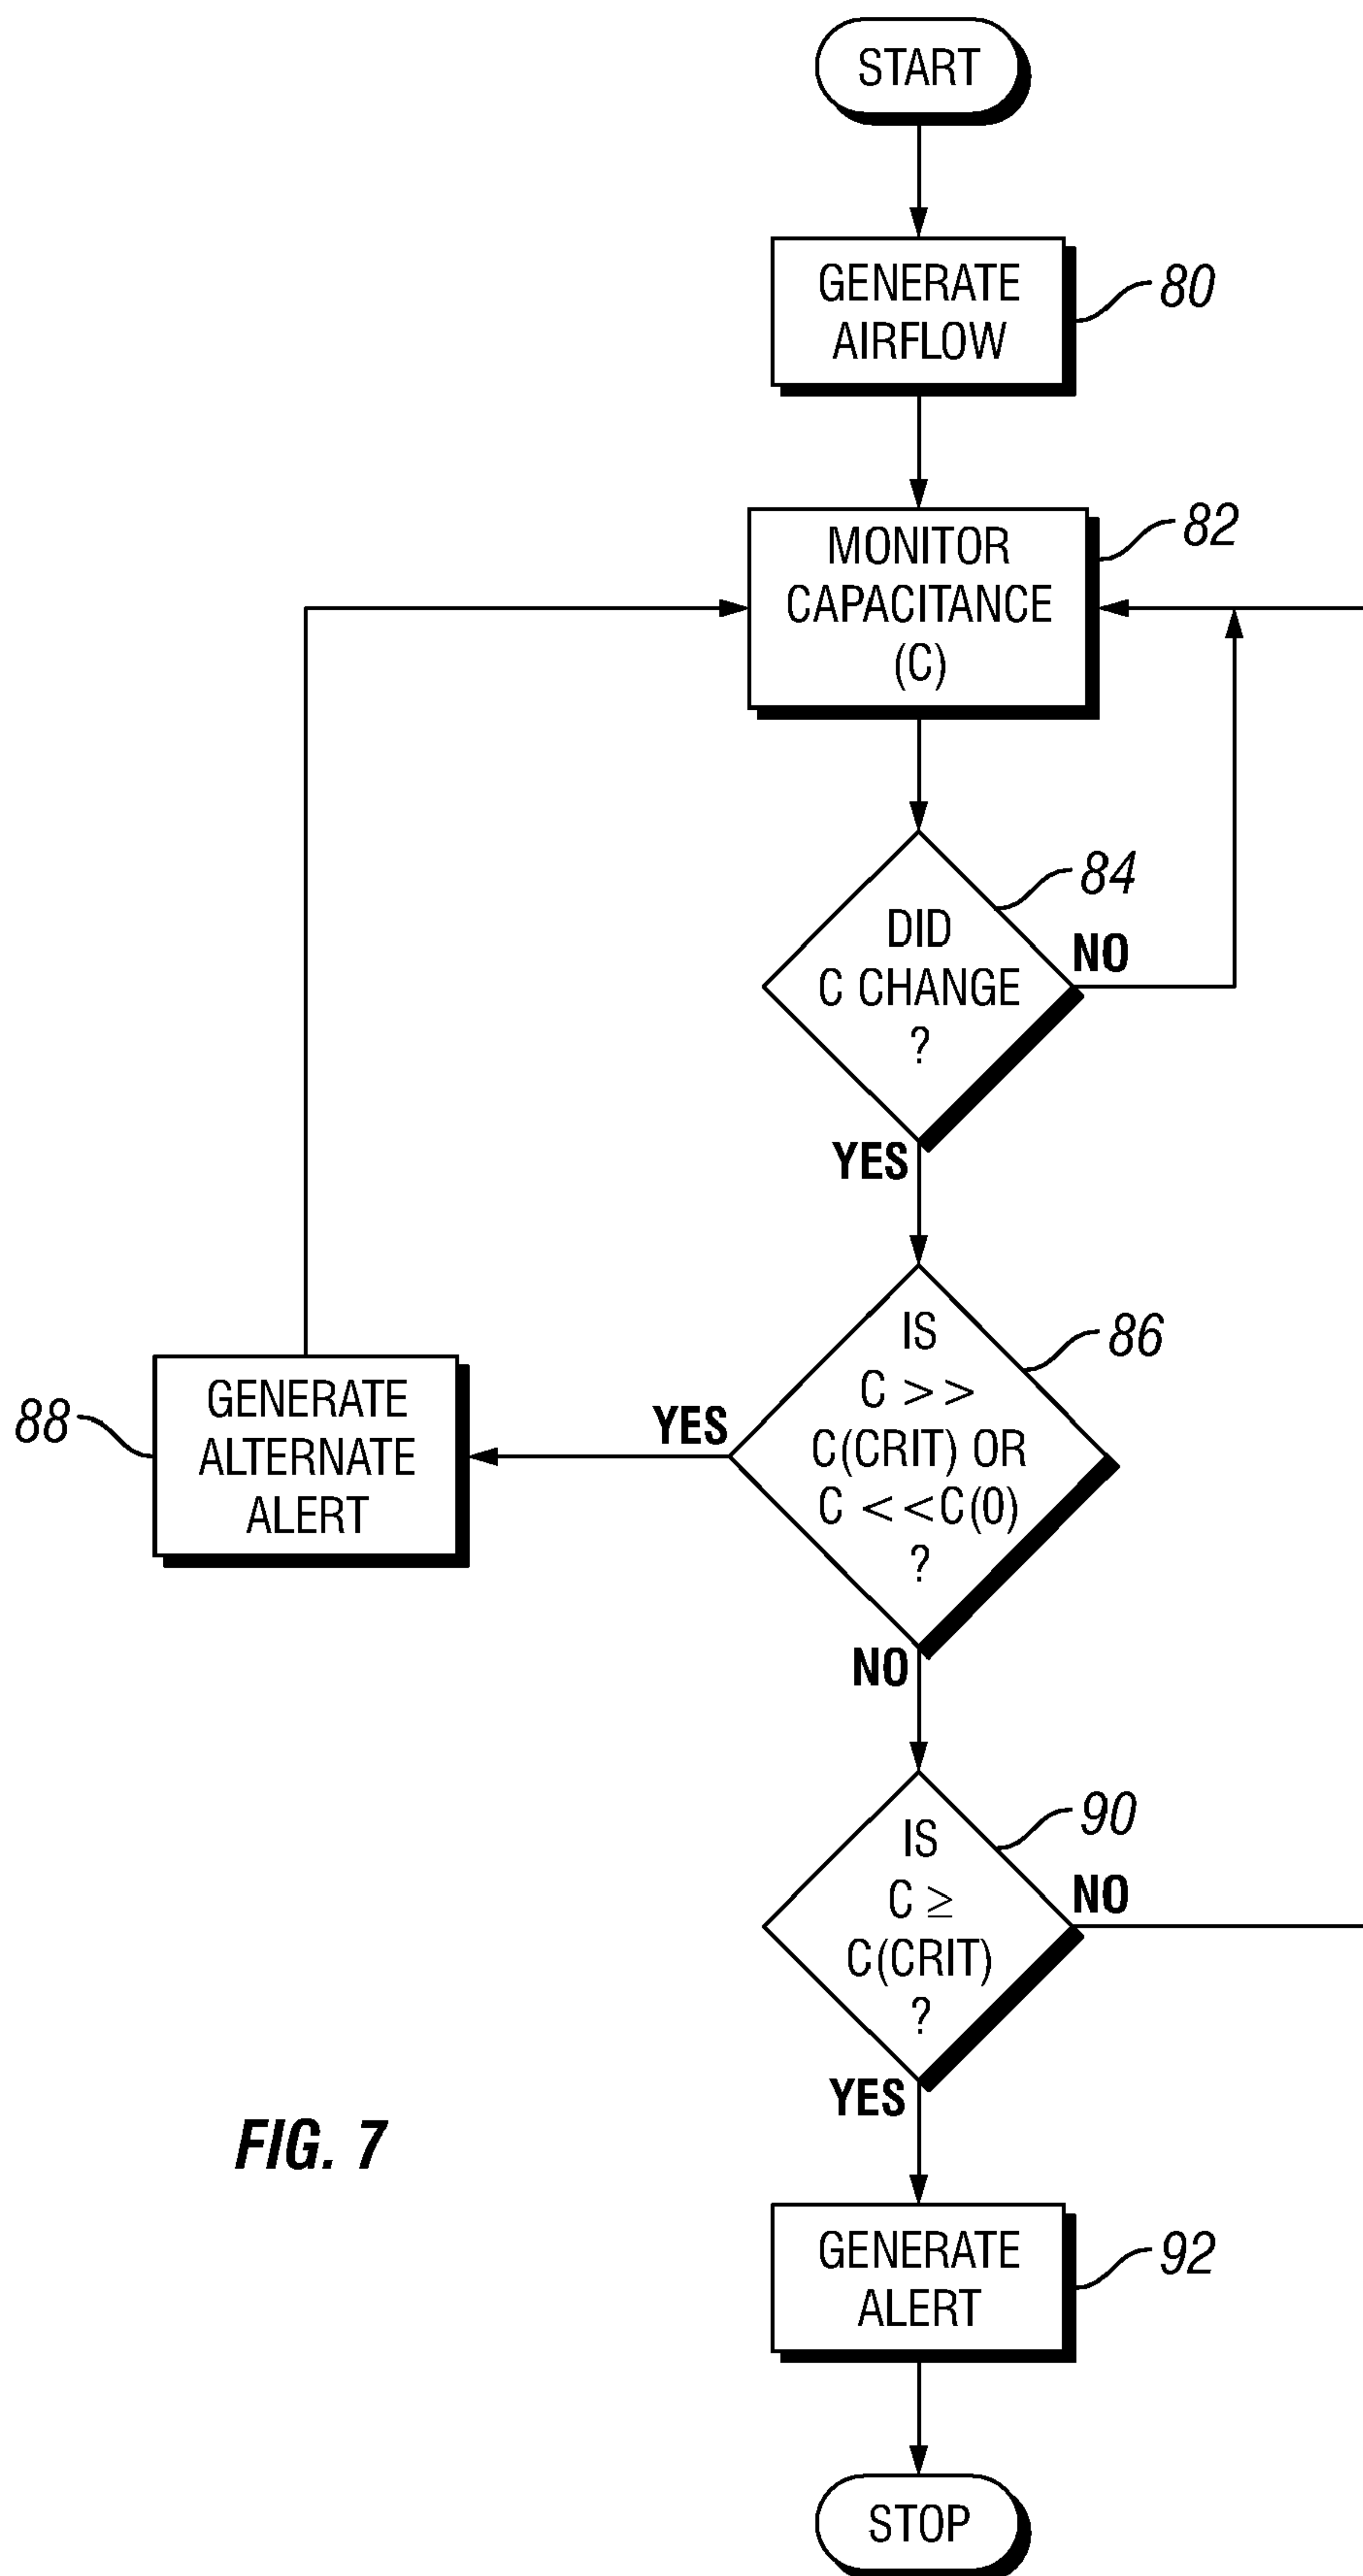 START
GENERATE
AIRFLOW
80
MONITOR
CAPACITANCE
(C)
82
DID
C CHANGE
?
84
NO
YES
IS
C >>
C(CRIT) OR
C <<C(0)
?
86
YES
GENERATE
ALTERNATE
ALERT
88
NO
IS
C ≥
C(CRIT)
?
90
NO
YES
GENERATE
ALERT
92
STOP
FIG. 7